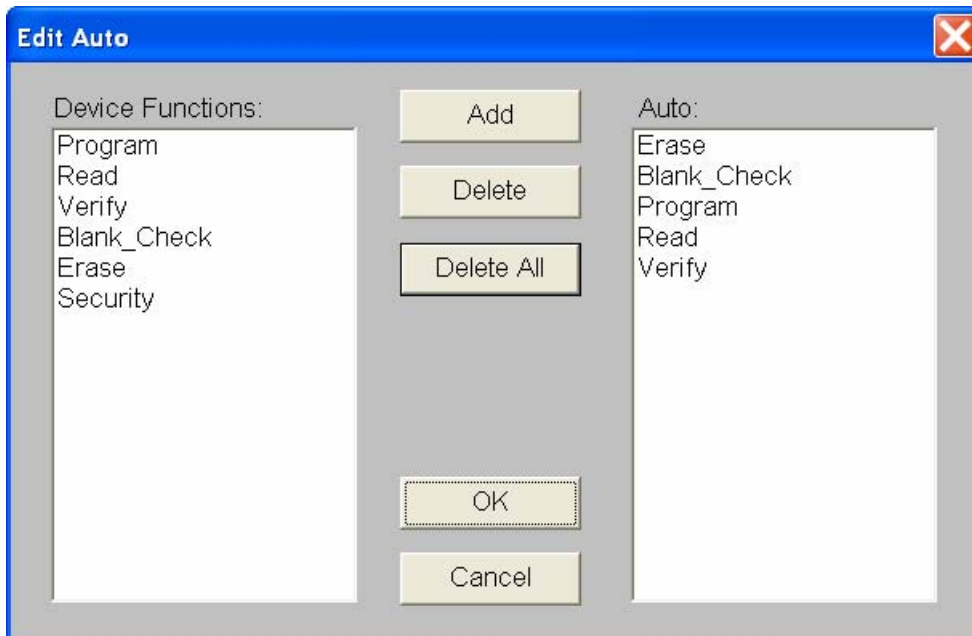 Edit Auto
Device Functions:
Program
Read
Verify
Blank_Check
Erase
Security
Add
Delete
Delete All
OK
Cancel
Auto:
Erase
Blank_Check
Program
Read
Verify